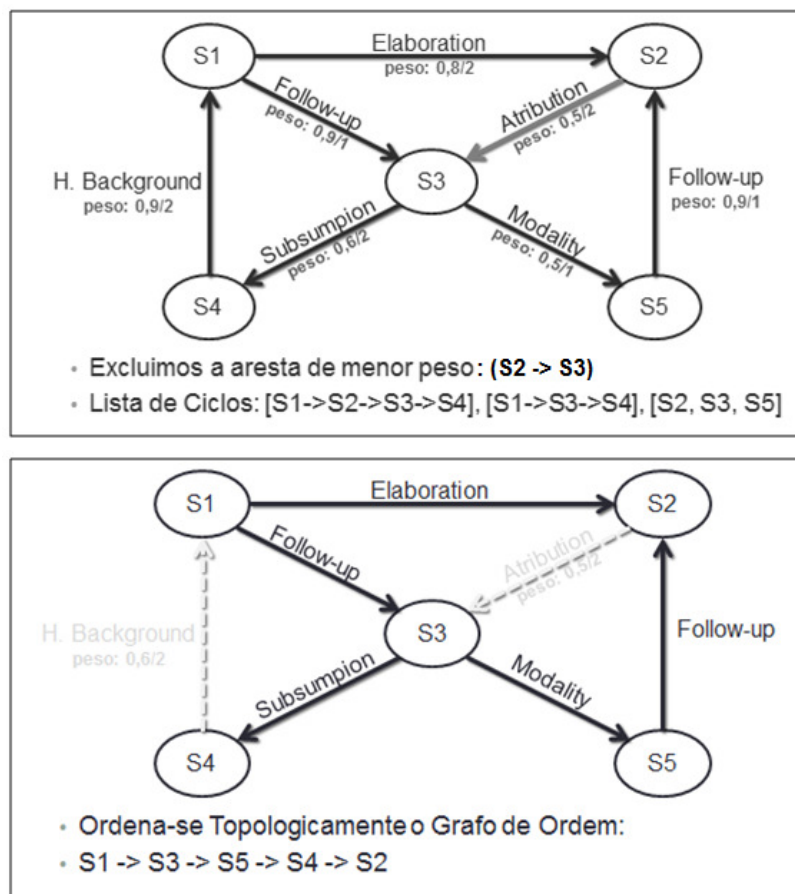 S1
Elaboration
peso: 0,8/2
S2
Follow-up
peso: 0,9/1
Atribution
peso: 0,5/2
H. Background
peso: 0,9/2
S3
Follow-up
peso: 0,9/1
Subsumption
peso: 0,6/2
Modality
peso: 0,5/1
S4
S5
• Excluimos a aresta de menor peso: (S2 -> S3)
• Lista de Ciclos: [S1->S2->S3->S4], [S1->S3->S4], [S2, S3, S5]
S1
Elaboration
S2
Follow-up
Atribution
peso: 0,5/2
H. Background
peso: 0,6/2
S3
Follow-up
Subsumption
Modality
S4
S5
• Ordena-se Topologicamente o Grafo de Ordem:
• S1 -> S3 -> S5 -> S4 -> S2